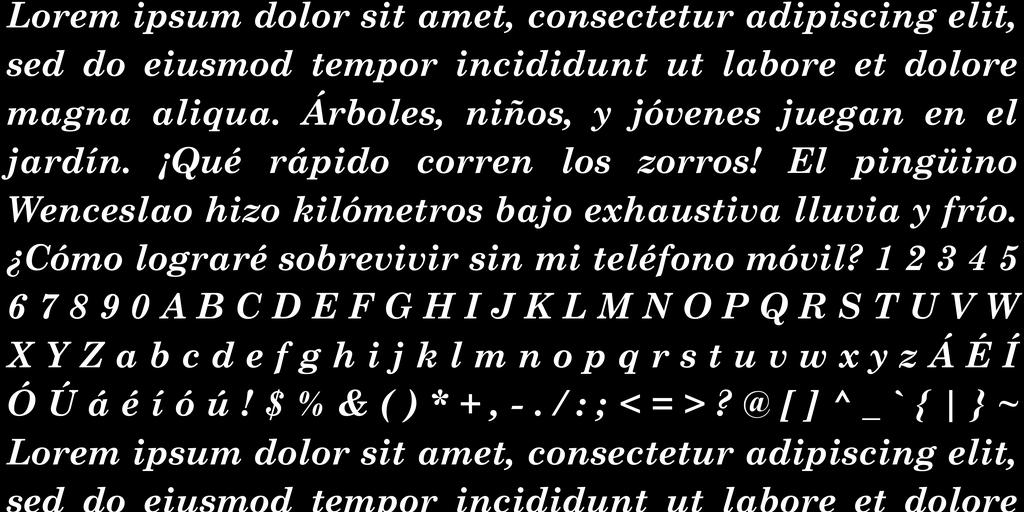 Lorem ipsum dolor sit amet, consectetur adipiscing elit,
sed do eiusmod tempor incididunt ut labore et dolore
magna aliqua. Árboles, niños, y jóvenes juegan en el
jardín. ¡Qué rápido corren los zorros! El pingüino
Wenceslao hizo kilómetros bajo exhaustiva lluvia y frío.
¿Cómo lograré sobrevivir sin mi teléfono móvil? 1 2 3 4 5
6 7 8 9 0 A B C D E F G H I J K L M N O P Q R S T U V W
X Y Z a b c d e f g h i j k l m n o p q r s t u v w x y z Á É Í
Ó Ú á é í ó ú ! $ % & ( ) * + , - . / : ; < = > ? @ [ ] ^ _ ` { | } ~
Lorem ipsum dolor sit amet, consectetur adipiscing elit,
sed do eiusmod tempor incididunt ut labore et dolore